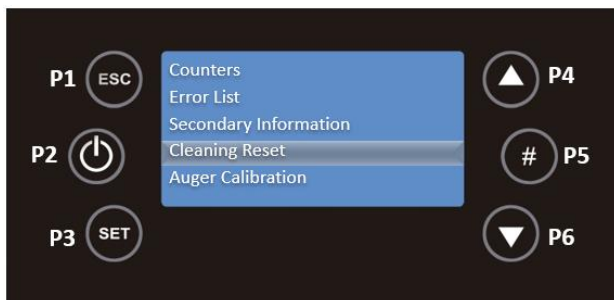 P1 ESC
P2
P3 SET
Counters
Error List
Secondary Information
Cleaning Reset
Auger Calibration
P4
# P5
P6